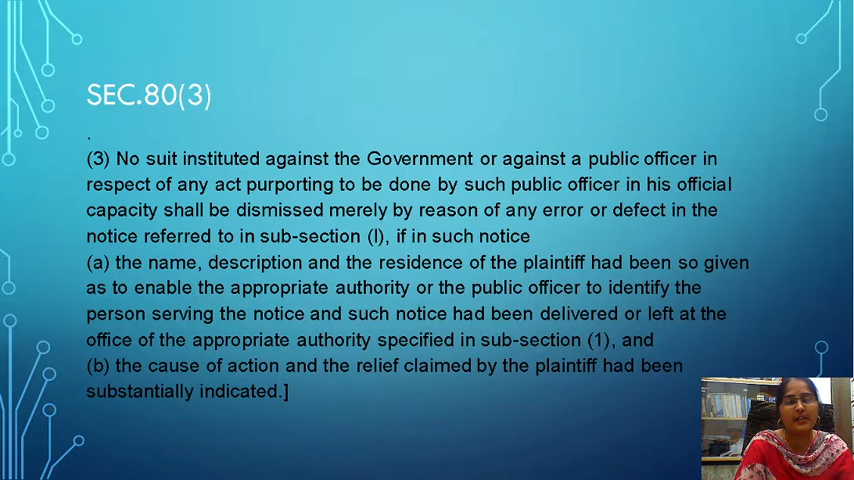 SEC.80(3)
.
(3) No suit instituted against the Government or against a public officer in
respect of any act purporting to be done by such public officer in his official
capacity shall be dismissed merely by reason of any error or defect in the
notice referred to in sub-section (l), if in such notice
(a) the name, description and the residence of the plaintiff had been so given
as to enable the appropriate authority or the public officer to identify the
person serving the notice and such notice had been delivered or left at the
office of the appropriate authority specified in sub-section (1), and
(b) the cause of action and the relief claimed by the plaintiff had been
substantially indicated.]